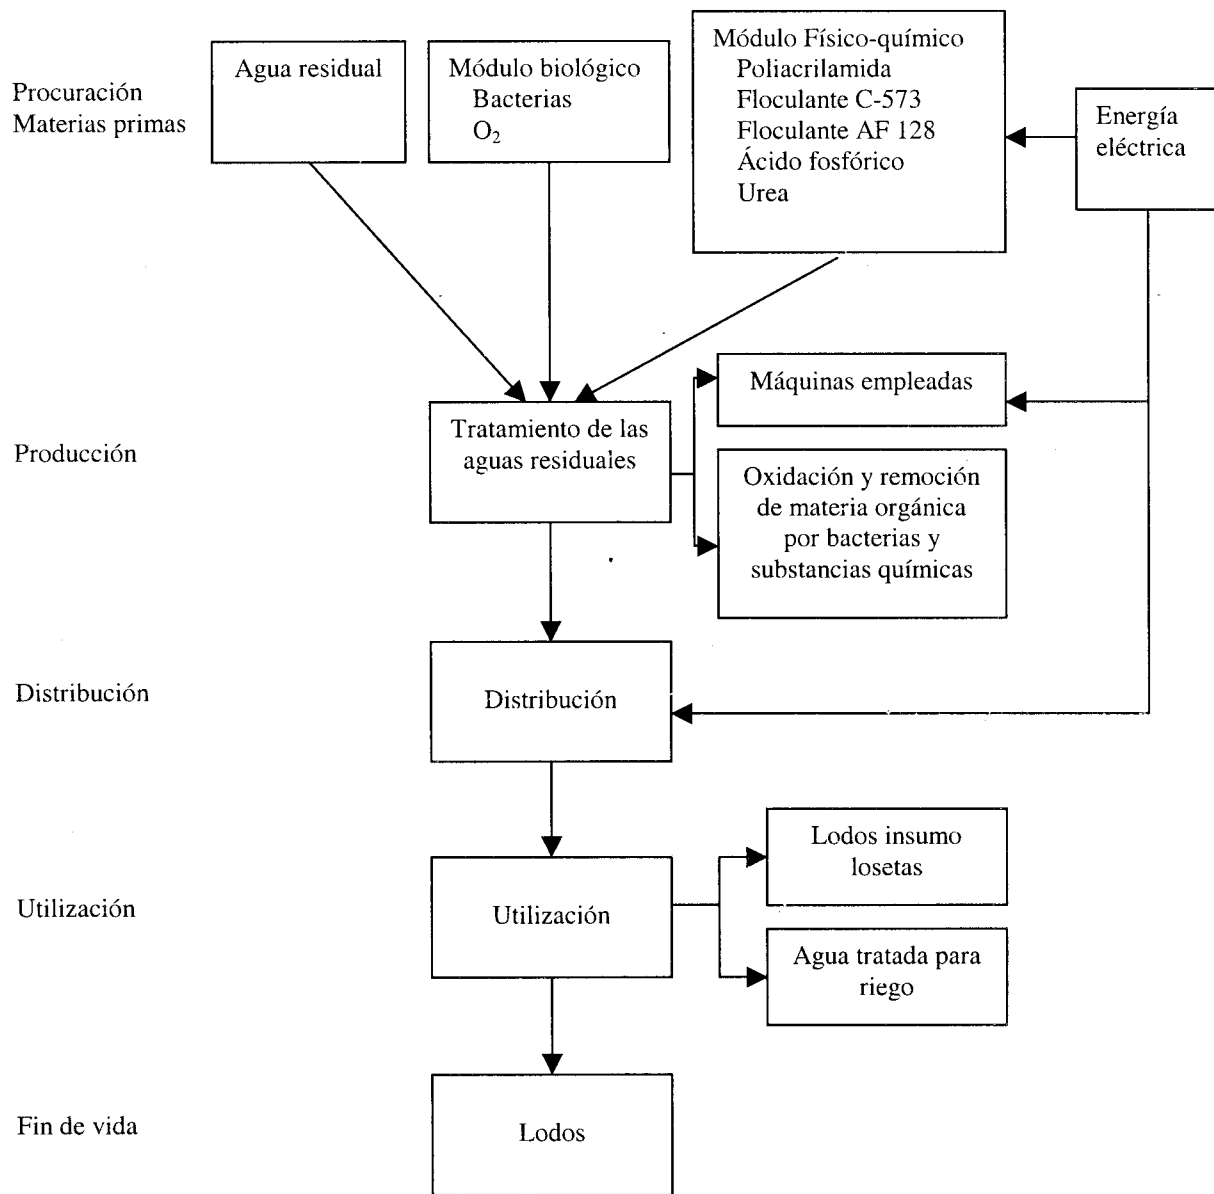 Procuración
Materias primas
Agua residual
Módulo biológico
Bacterias
O₂
Módulo Físico-químico
Poliacrilamida
Floculante C-573
Floculante AF 128
Ácido fosfórico
Urea
Energía
eléctrica
Producción
Tratamiento de las
aguas residuales
Máquinas empleadas
Oxidación y remoción
de materia orgánica
por bacterias y
substancias químicas
Distribución
Distribución
Utilización
Utilización
Lodos insumo
losetas
Agua tratada para
riego
Fin de vida
Lodos